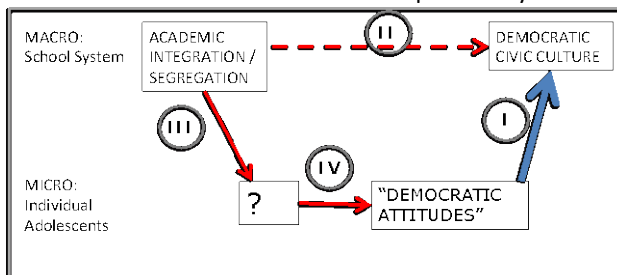 MACRO:
School System
ACADEMIC
INTEGRATION /
SEGREGATION
II
DEMOCRATIC
CIVIC CULTURE
III
I
IV
MICRO:
Individual
Adolescents
?
“DEMOCRATIC
ATTITUDES”